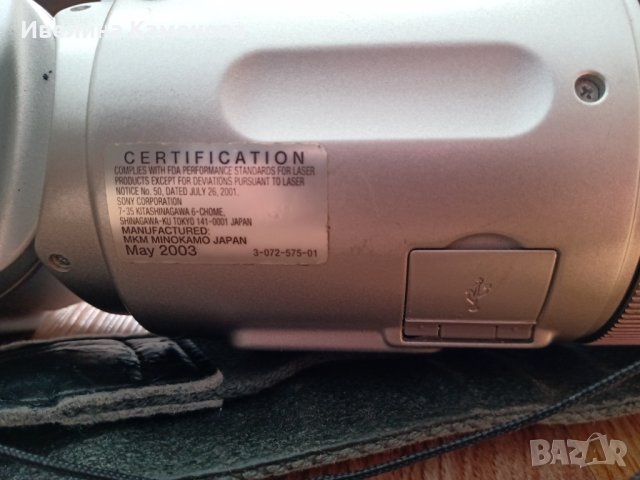 Ивелина Каменова
CERTIFICATION
COMPLIES WITH FDA PERFORMANCE STANDARDS FOR LASER
PRODUCTS EXCEPT FOR DEVIATIONS PURSUANT TO LASER
NOTICE No. 50, DATED JULY 26, 2001.
SONY CORPORATION
7-35 KITASHINAGAWA 6-CHOME,
SHINAGAWA-KU TOKYO 141-0001 JAPAN
MANUFACTURED:
MKM MINOKAMO JAPAN
May 2003 3-072-575-01
BAZAR